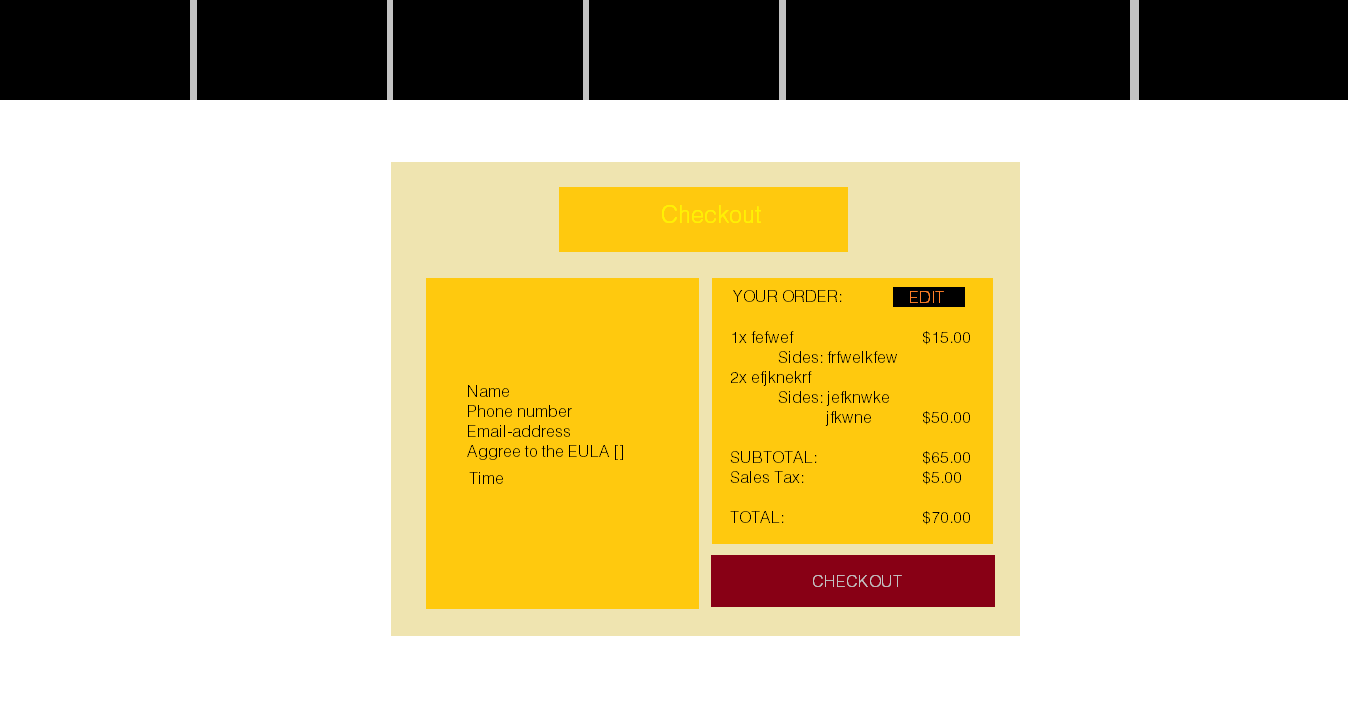 Checkout
Name
Phone number
Email-address
Aggree to the EULA []
Time
YOUR ORDER: EDIT
1x fefwef $15.00
Sides: frfwelkfew
2x efjknekrf
Sides: jefknwke
jfkwne $50.00
SUBTOTAL: $65.00
Sales Tax: $5.00
TOTAL: $70.00
CHECKOUT